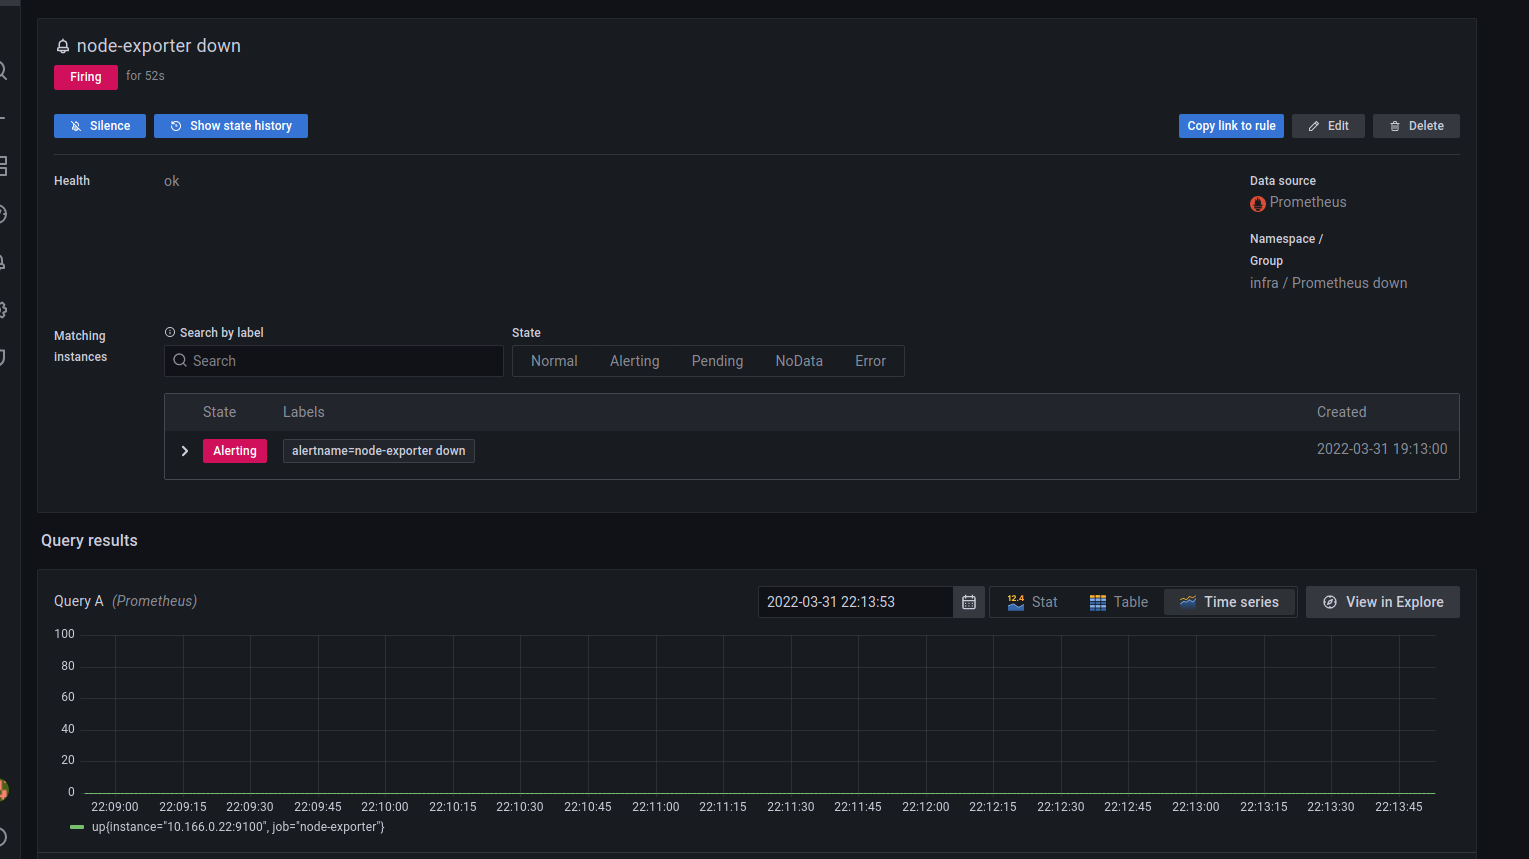 node-exporter down
Firing for 52s
Silence Show state history Copy link to rule Edit Delete
Health ok Data source
Prometheus
Namespace /
Group
infra / Prometheus down
Matching instances
Search by label State
Search Normal Alerting Pending NoData Error
State Labels Created
Alerting alertname=node-exporter down 2022-03-31 19:13:00
Query results
Query A (Prometheus) 2022-03-31 22:13:53 12.4 Stat Table Time series View in Explore
100
80
60
40
20
0
22:09:00 22:09:15 22:09:30 22:09:45 22:10:00 22:10:15 22:10:30 22:10:45 22:11:00 22:11:15 22:11:30 22:11:45 22:12:00 22:12:15 22:12:30 22:12:45 22:13:00 22:13:15 22:13:30 22:13:45
up{instance="10.166.0.22:9100", job="node-exporter"}